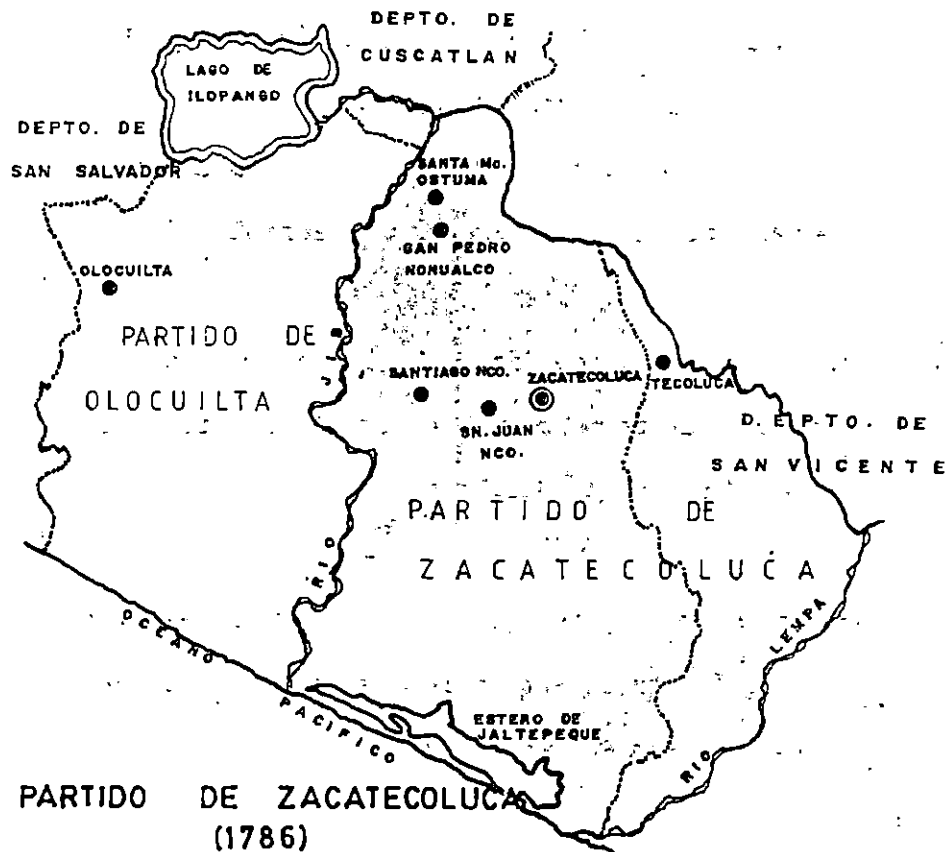 DEPTO. DE
CUSCATLAN
LAGO DE
ILOPANGO
DEPTO. DE
SAN SALVADOR
SANTA Ma.
OSTUMA
SAN PEDRO
NONUALCO
OLOCUILTA
PARTIDO DE
OLOCUILTA
RIO JI
SANTIAGO NCO.
ZACATECOLUCA
TECOLUCA
SN. JUAN
NCO.
DEPTO. DE
SAN VICENTE
PARTIDO DE
ZACATECOLUCA
RIO LEMPA
OCEANO
PACIFICO
ESTERO DE
JALTEPEQUE
PARTIDO DE ZACATECOLUCA
(1786)